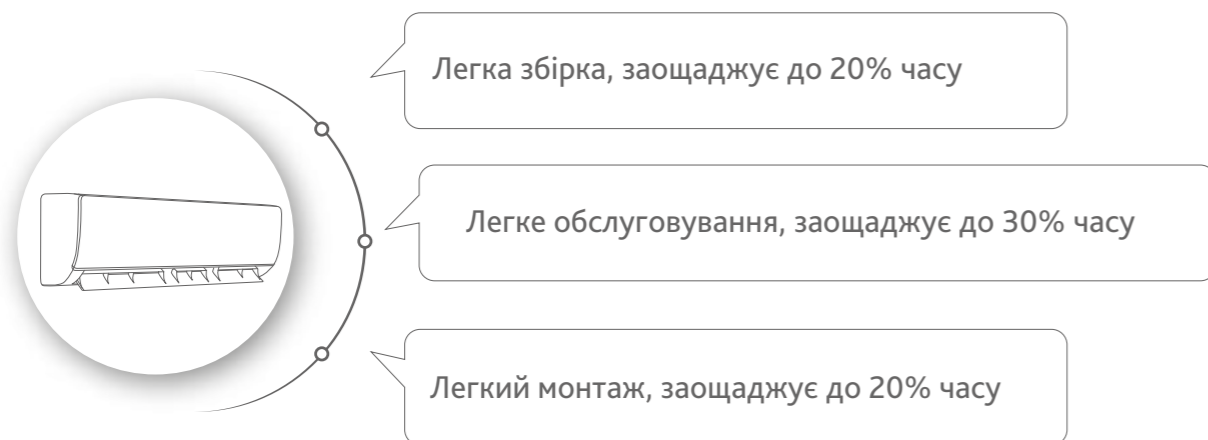 Легка збірка, заощаджує до 20% часу
Легке обслуговування, заощаджує до 30% часу
Легкий монтаж, заощаджує до 20% часу